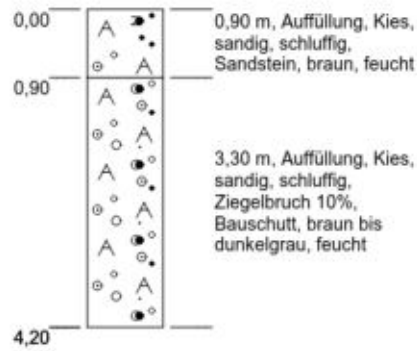 0,00
0,90 m, Auffüllung, Kies,
sandig, schluffig,
Sandstein, braun, feucht
0,90
3,30 m, Auffüllung, Kies,
sandig, schluffig,
Ziegelbruch 10%,
Bauschutt, braun bis
dunkelgrau, feucht
4,20